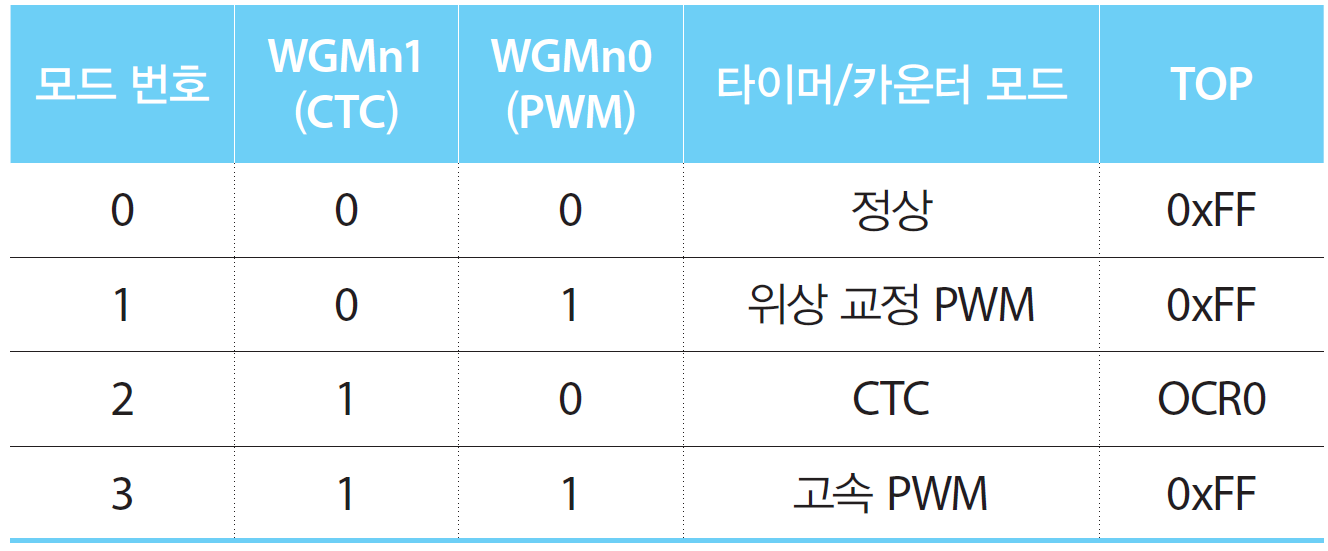 모드 번호 WGMn1 (CTC) WGMn0 (PWM) 타이머/카운터 모드 TOP
0 0 0 정상 0xFF
1 0 1 위상 교정 PWM 0xFF
2 1 0 CTC OCR0
3 1 1 고속 PWM 0xFF